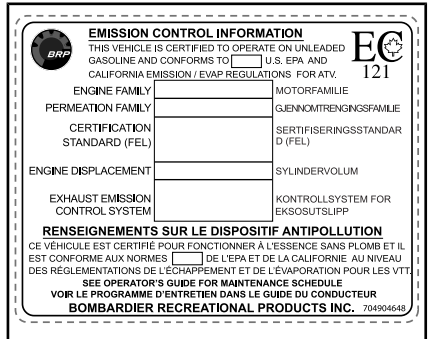 BRP
EMISSION CONTROL INFORMATION
THIS VEHICLE IS CERTIFIED TO OPERATE ON UNLEADED
GASOLINE AND CONFORMS TO U.S. EPA AND
CALIFORNIA EMISSION / EVAP REGULATIONS FOR ATV.
EC
121
ENGINE FAMILY MOTORFAMILIE
PERMEATION FAMILY GJENNOMTRENGINGSFAMILIE
CERTIFICATION SERTIFISERINGSSTANDAR
STANDARD (FEL) D (FEL)
ENGINE DISPLACEMENT SYLINDERVOLUM
EXHAUST EMISSION KONTROLLSYSTEM FOR
CONTROL SYSTEM EKSOSUTSLIPP
RENSEIGNEMENTS SUR LE DISPOSITIF ANTIPOLLUTION
CE VÉHICULE EST CERTIFIÉ POUR FONCTIONNER À L'ESSENCE SANS PLOMB ET IL
EST CONFORME AUX NORMES DE L'EPA ET DE LA CALIFORNIE AU NIVEAU
DES RÉGLEMENTATIONS DE L'ÉCHAPPEMENT ET DE L'ÉVAPORATION POUR LES VTT.
SEE OPERATOR'S GUIDE FOR MAINTENANCE SCHEDULE
VOIR LE PROGRAMME D'ENTRETIEN DANS LE GUIDE DU CONDUCTEUR
BOMBARDIER RECREATIONAL PRODUCTS INC. 704904648